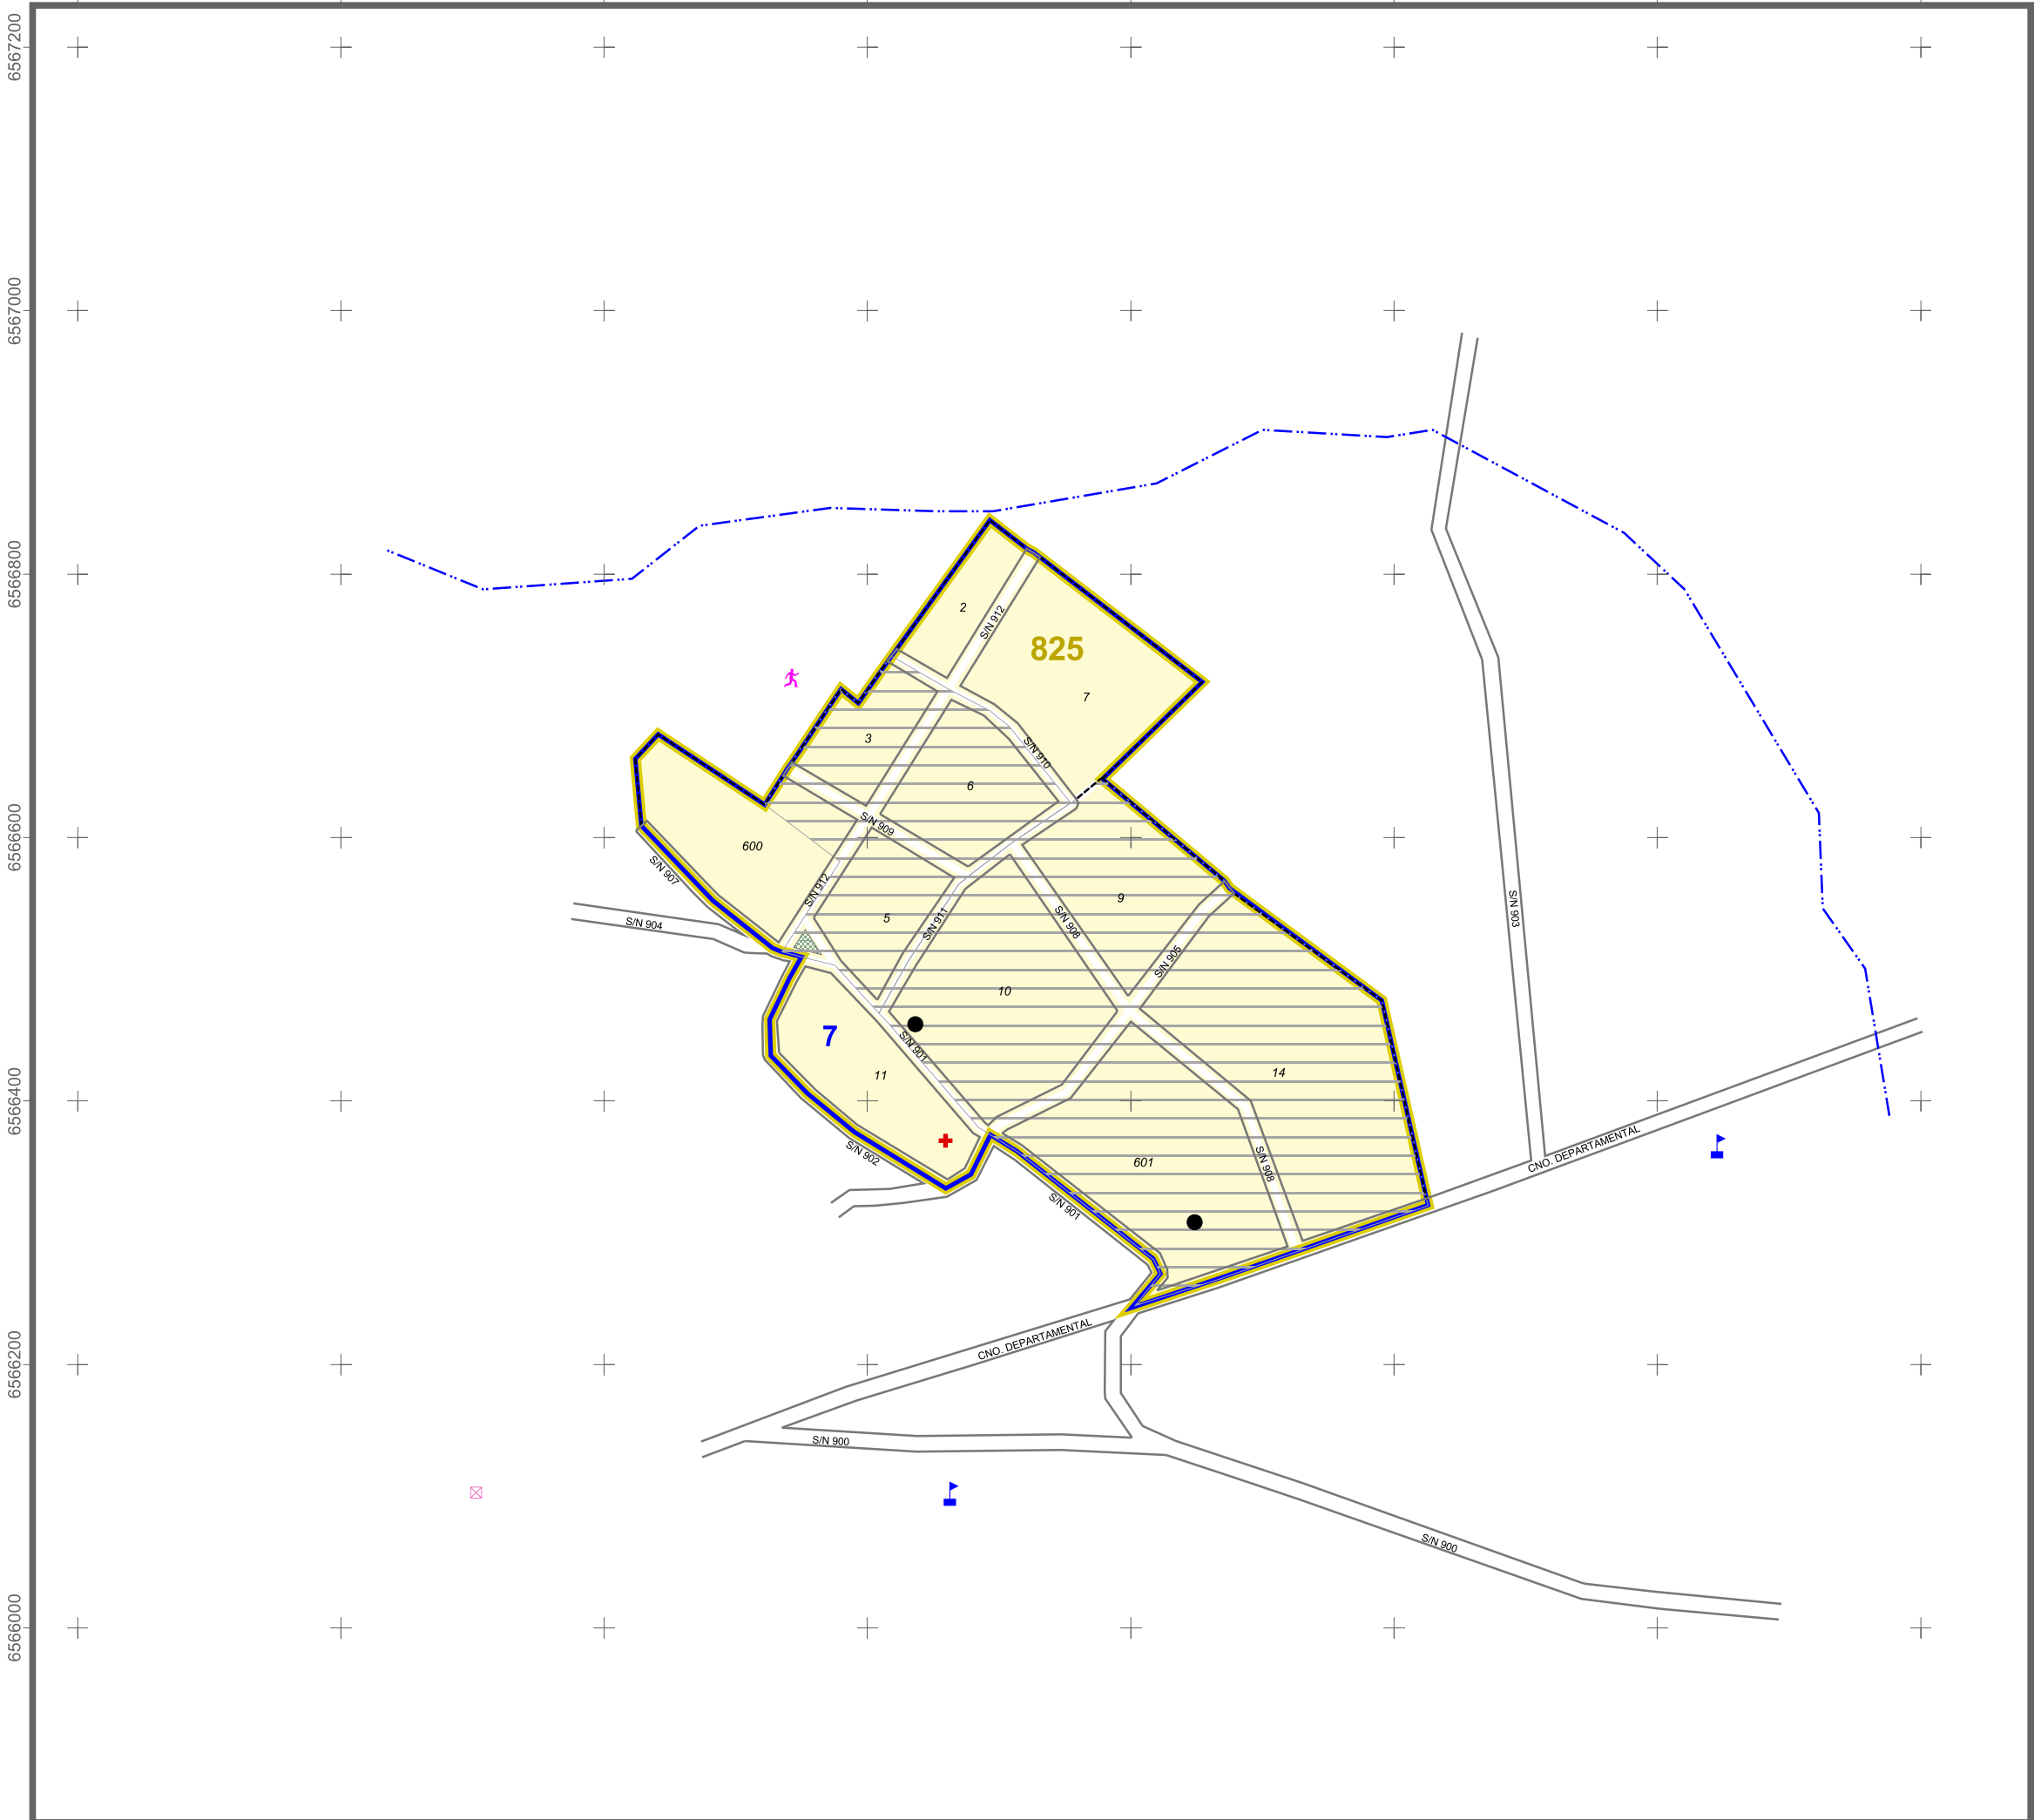 6567200
6567000
6566800
2
S/N 912
825
7
3
S/N 910
6
6566600
S/N 909
600
S/N 907
S/N 912
9
S/N 903
5
S/N 911
S/N 908
S/N 904
S/N 905
10
7
S/N 901
11
14
6566400
CNO. DEPARTAMENTAL
S/N 902
601
S/N 908
S/N 901
6566200
CNO. DEPARTAMENTAL
S/N 900
S/N 900
6566000